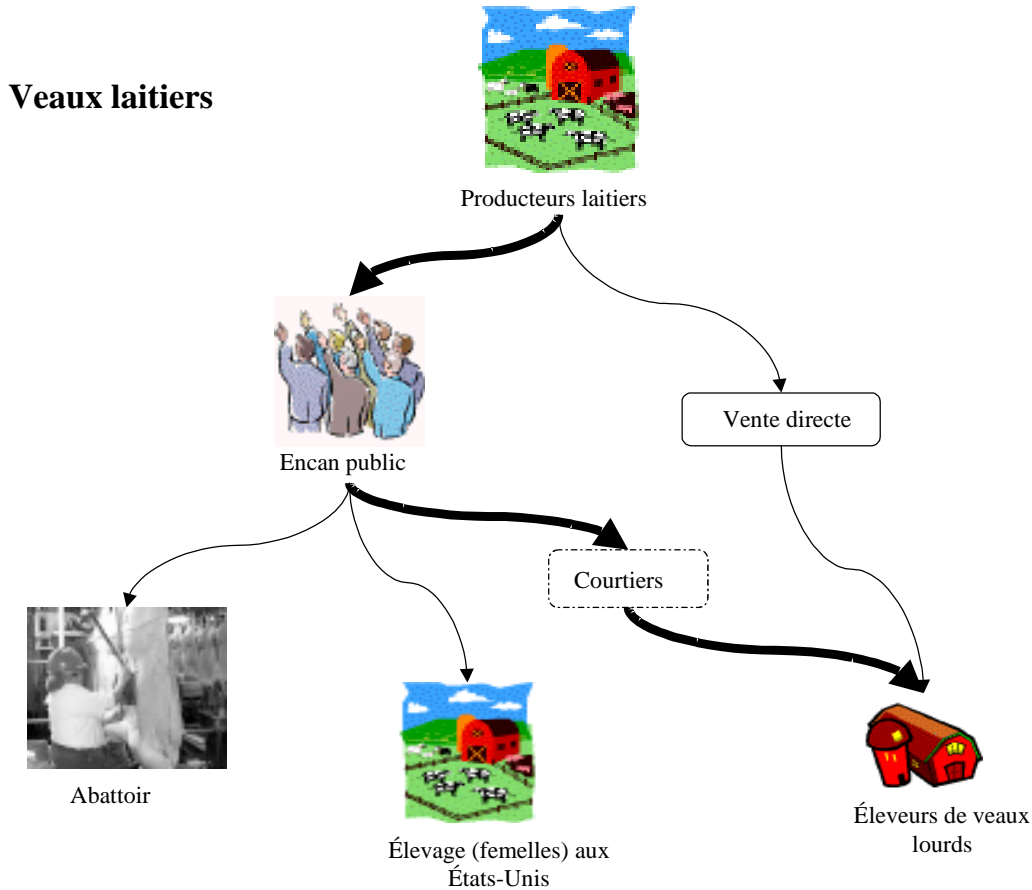 Veaux laitiers
Producteurs laitiers
Vente directe
Encan public
Courtiers
Abattoir
Élevage (femelles) aux
États-Unis
Éleveurs de veaux
lourds